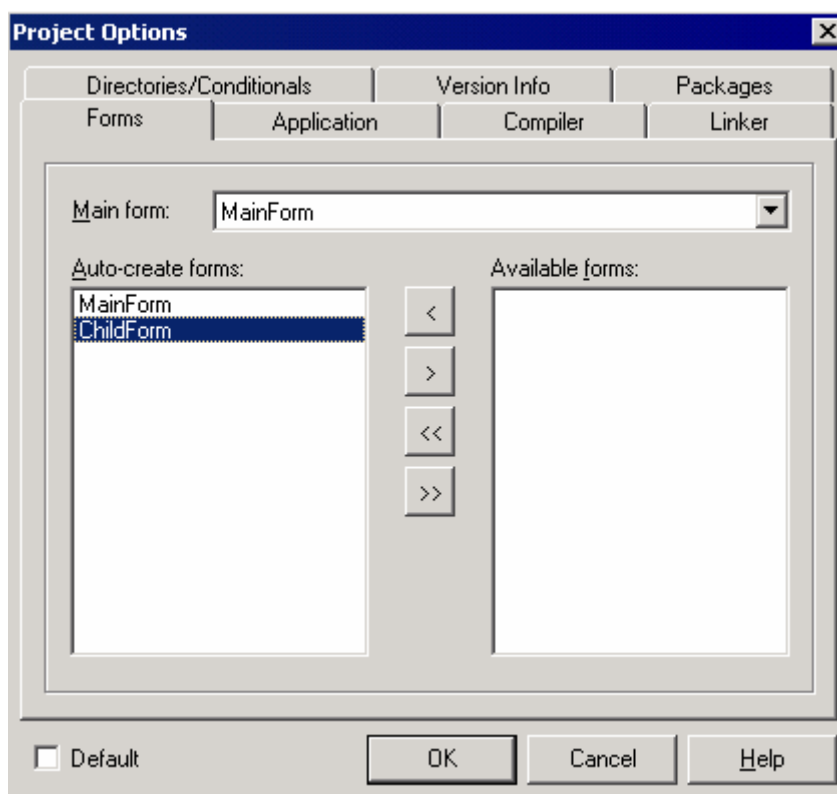 Project Options
Directories/Conditionals Version Info Packages
Forms Application Compiler Linker
Main form: MainForm
Auto-create forms: Available forms:
MainForm
ChildForm
<
>
<<
>>
Default OK Cancel Help